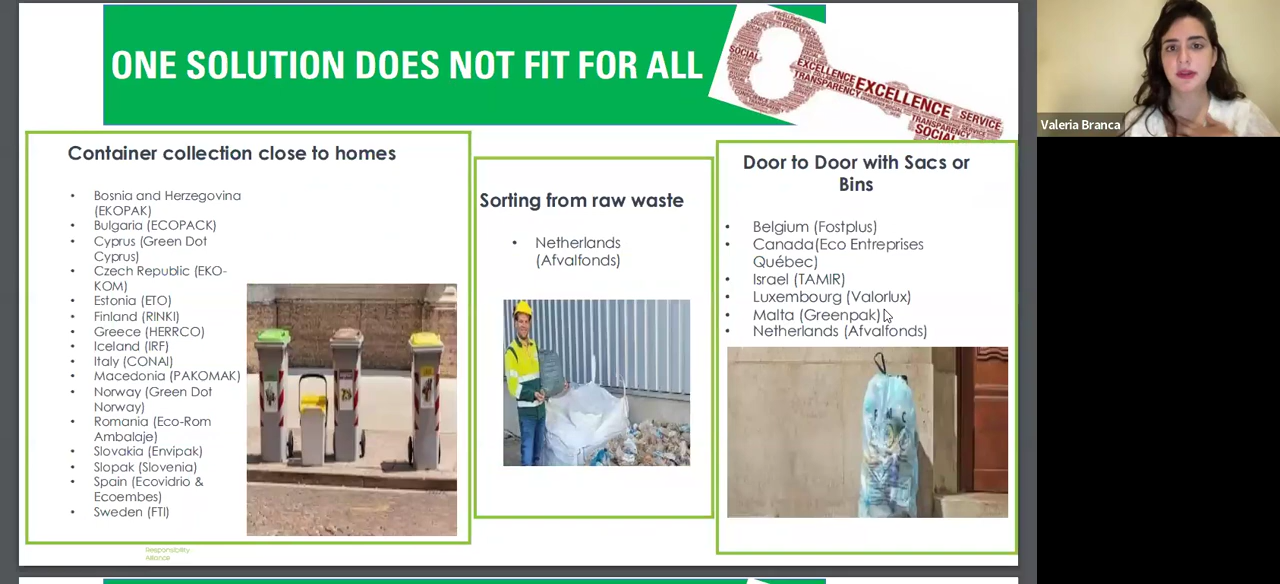 ONE SOLUTION DOES NOT FIT FOR ALL
SOCIAL
EXCELLENCE
TRANSPARENCY
EXCELLENCE
SERVICE
TRANSPARENCY
SOCIAL
Valeria Branca
Container collection close to homes
• Bosnia and Herzegovina
(EKOPAK)
• Bulgaria (ECOPACK)
• Cyprus (Green Dot
Cyprus)
• Czech Republic (EKO-
KOM)
• Estonia (ETO)
• Finland (RINKI)
• Greece (HERRCO)
• Iceland (IRF)
• Italy (CONAI)
• Macedonia (PAKOMAK)
• Norway (Green Dot
Norway)
• Romania (Eco-Rom
Ambalaje)
• Slovakia (Envipak)
• Slopak (Slovenia)
• Spain (Ecovidrio &
Ecoembes)
• Sweden (FTI)
Sorting from raw waste
• Netherlands
(Afvalfonds)
Door to Door with Sacs or
Bins
• Belgium (Fostplus)
• Canada(Eco Entreprises
Québec)
• Israel (TAMIR)
• Luxembourg (Valorlux)
• Malta (Greenpak)
• Netherlands (Afvalfonds)
Responsibility
Alliance